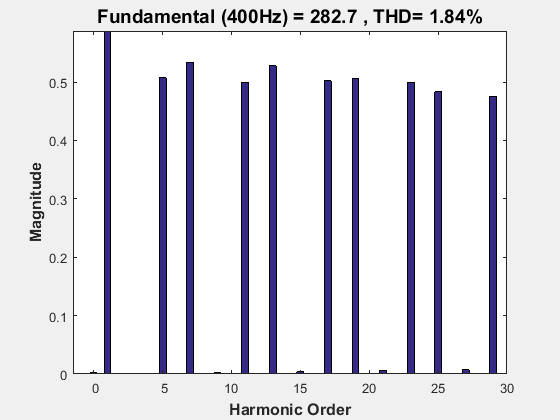 Fundamental (400Hz) = 282.7 , THD= 1.84%
0.5
0.4
0.3
0.2
0.1
0
Magnitude
0 5 10 15 20 25 30
Harmonic Order